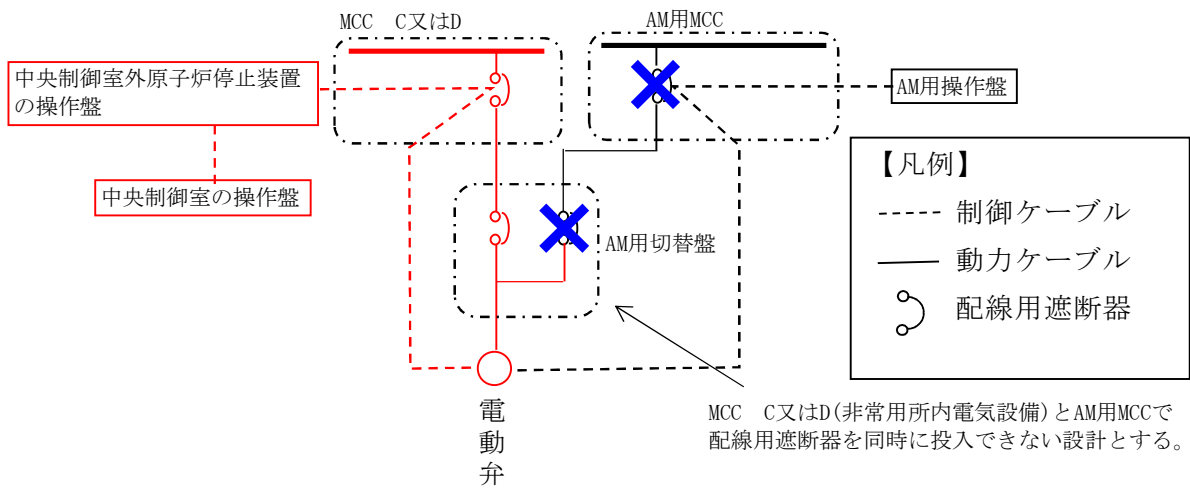 MCC C又はD
AM用MCC
中央制御室外原子炉停止装置
の操作盤
AM用操作盤
中央制御室の操作盤
AM用切替盤
【凡例】
制御ケーブル
動力ケーブル
配線用遮断器
電動弁
MCC C又はD(非常用所内電気設備)とAM用MCCで
配線用遮断器を同時に投入できない設計とする。